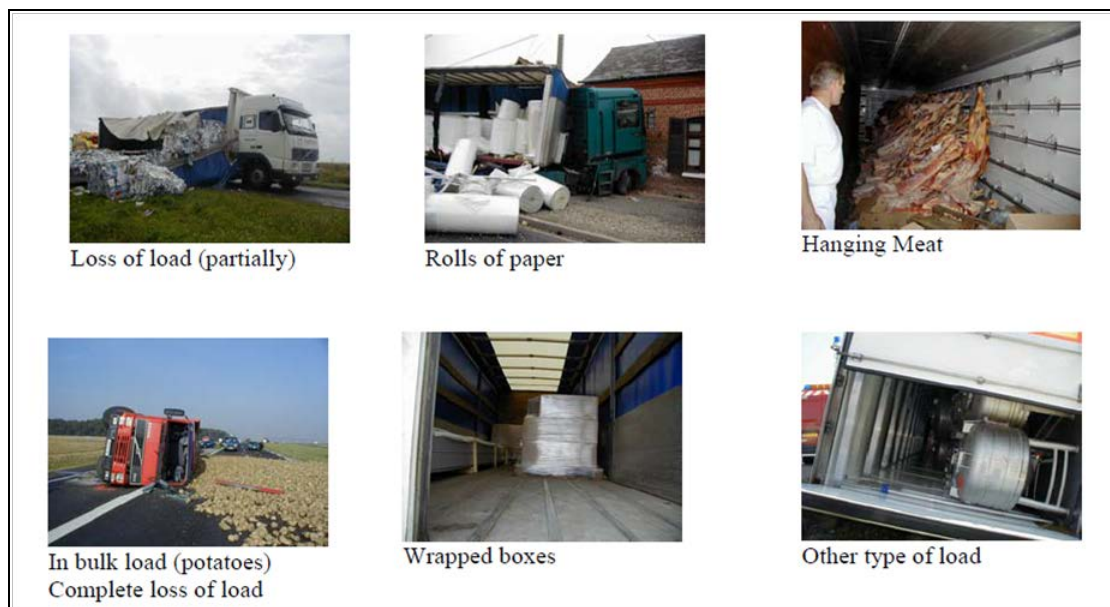 Loss of load (partially)
Rolls of paper
Hanging Meat
In bulk load (potatoes)
Complete loss of load
Wrapped boxes
Other type of load